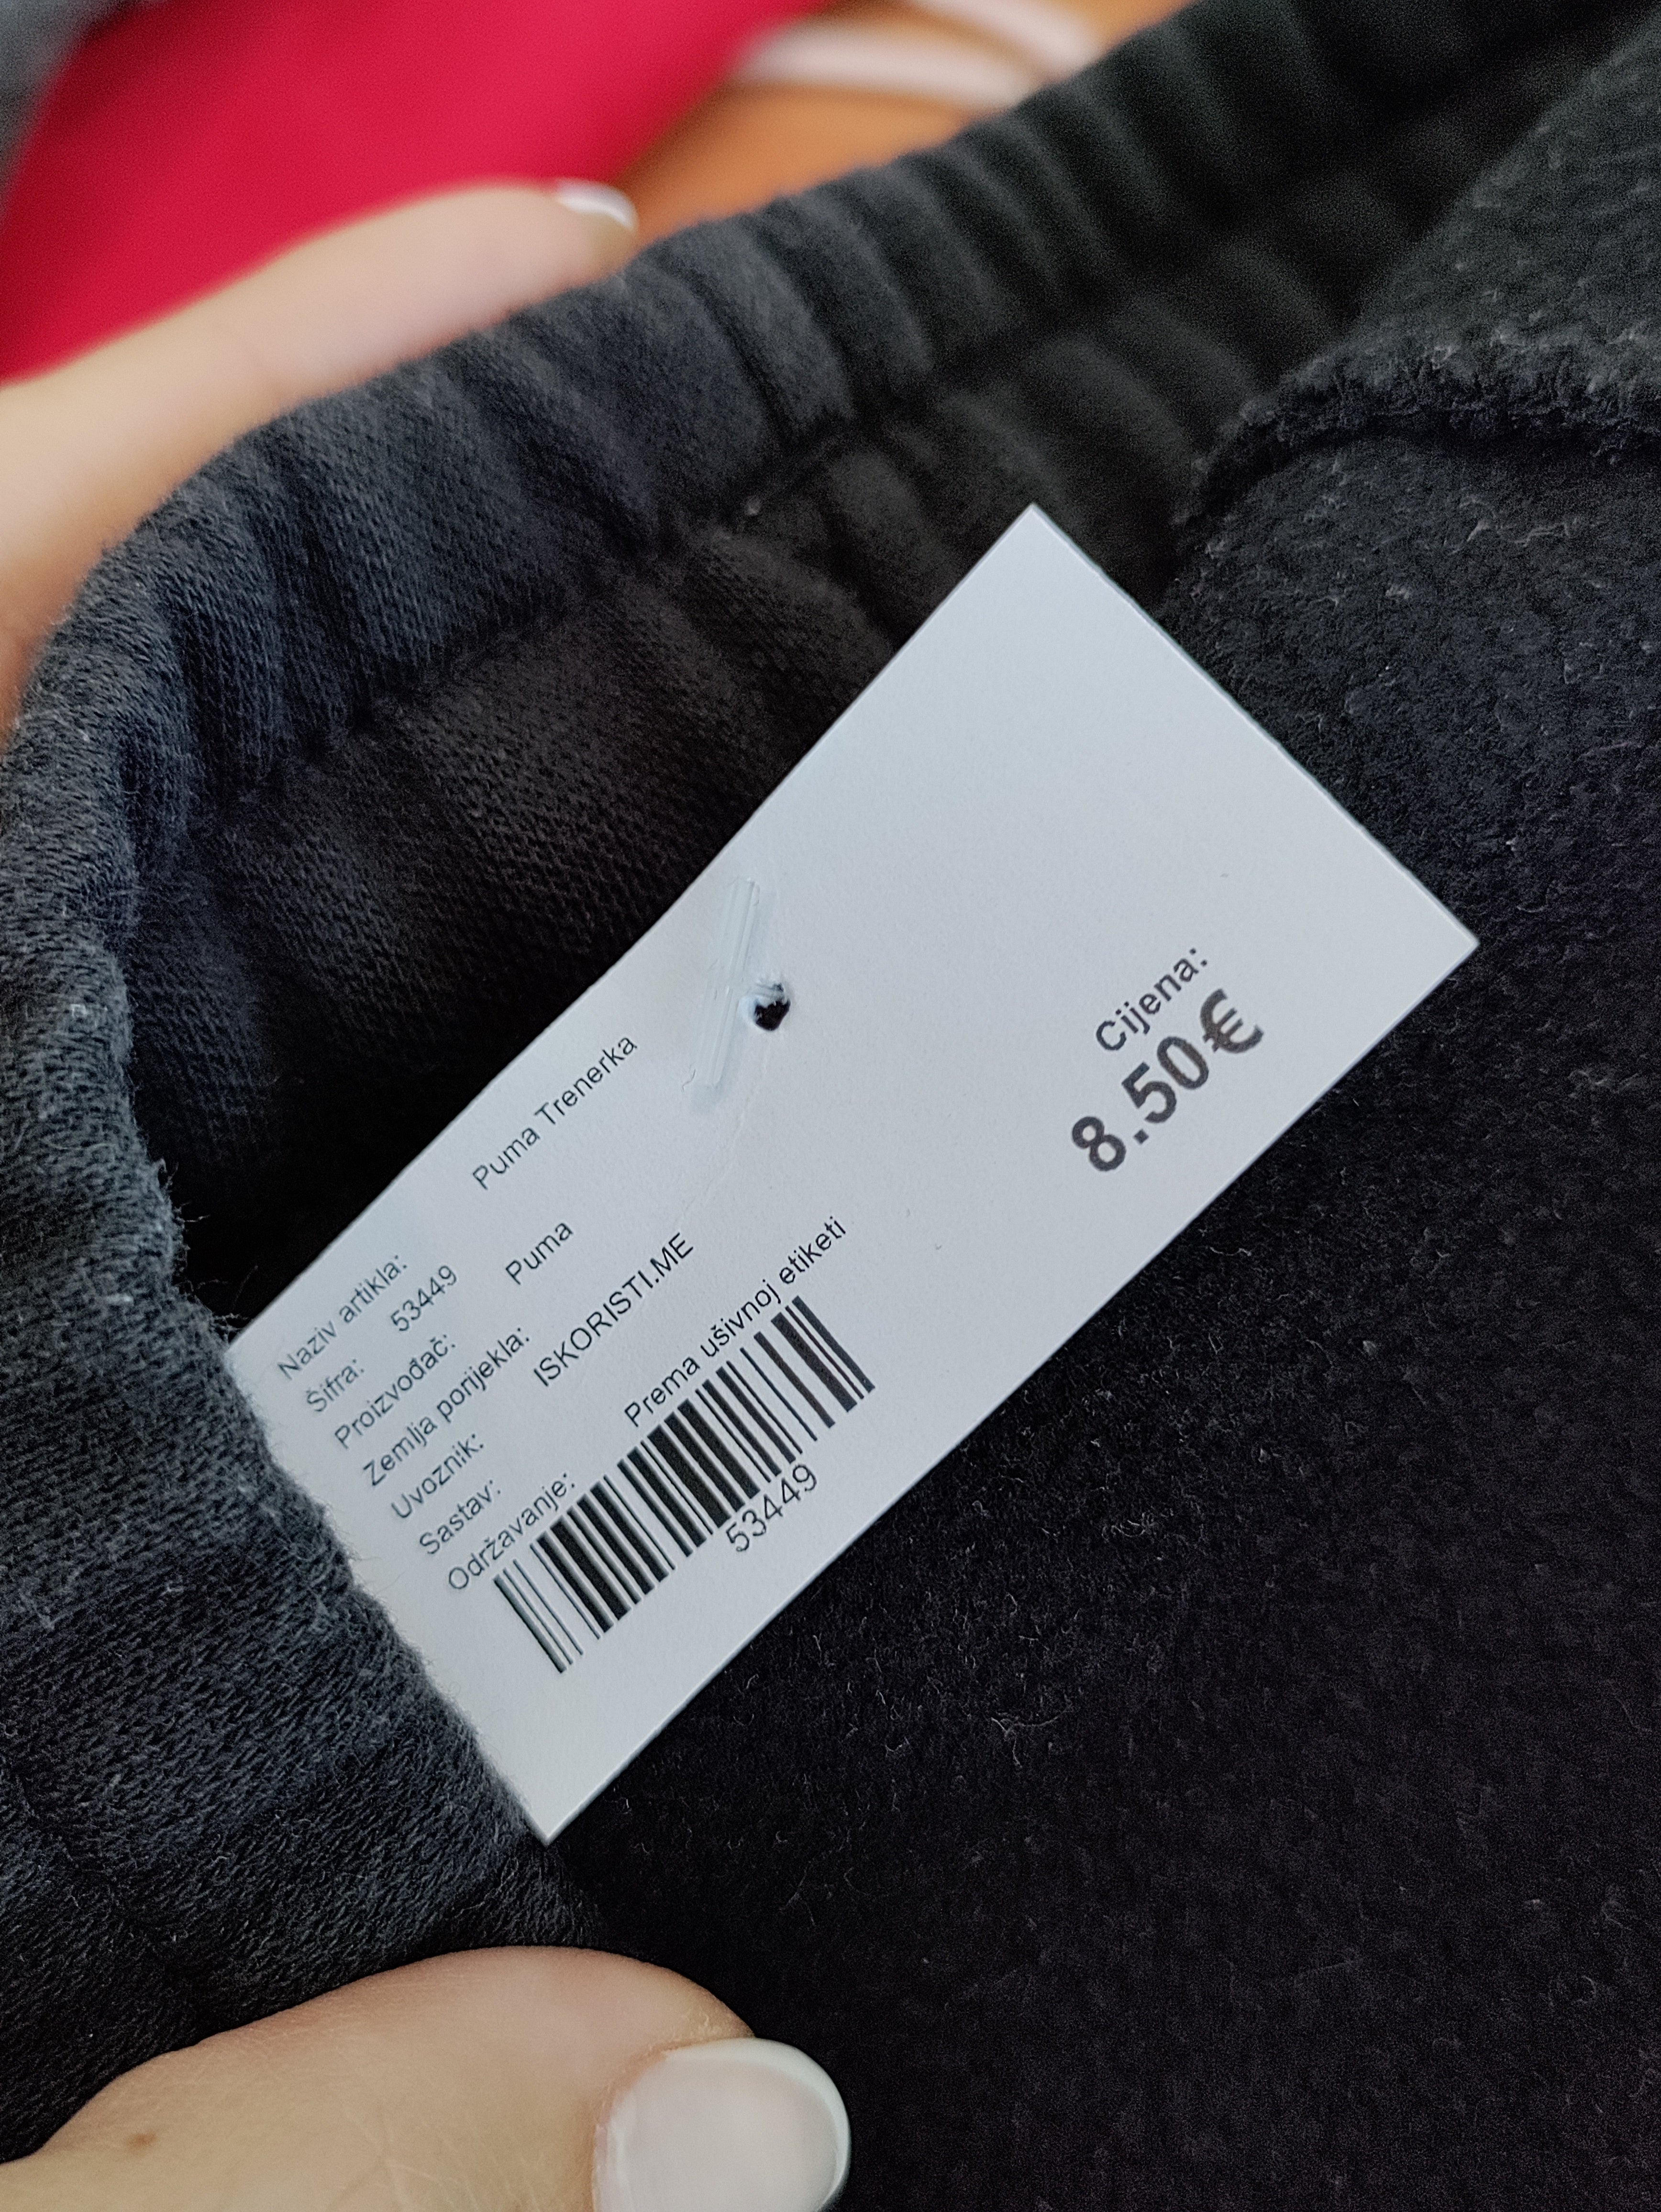 Naziv artikla: Puma Trenerka
Šifra: 53449
Proizvođač: Puma
Zemlja porijekla:
Uvoznik: ISKORISTI.ME
Sastav:
Održavanje: Prema ušivnoj etiketi
53449
Cijena:
8.50€